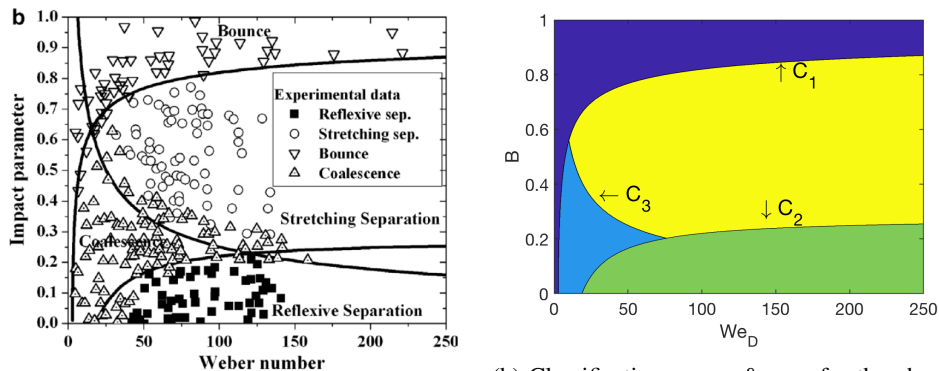 b
1.0
0.9
0.8
0.7
0.6
0.5
0.4
0.3
0.2
0.1
0.0
Impact parameter
Bounce
Experimental data
Reflexive sep.
Stretching sep.
Bounce
Coalescence
Stretching Separation
Coalescence
Reflexive Separation
0 50 100 150 200 250
Weber number
1
0.8
0.6
0.4
0.2
0
B
↑ C1
← C3
↓ C2
0 50 100 150 200 250
WeD